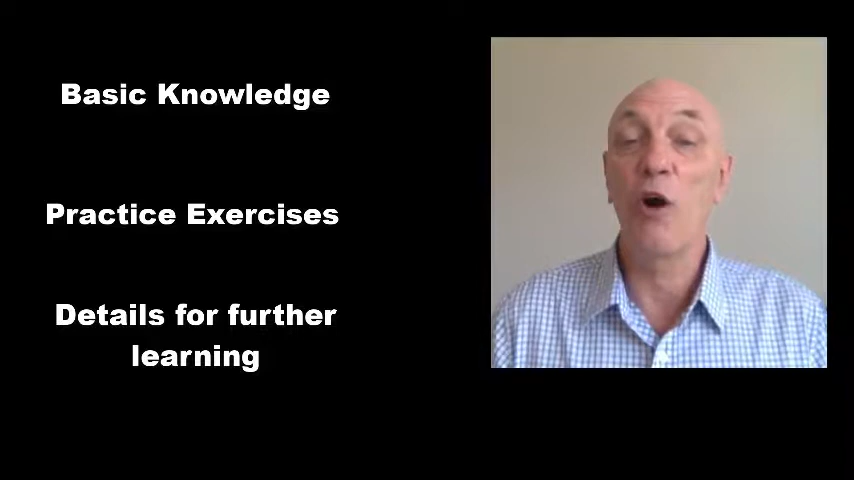 Basic Knowledge
Practice Exercises
Details for further
learning